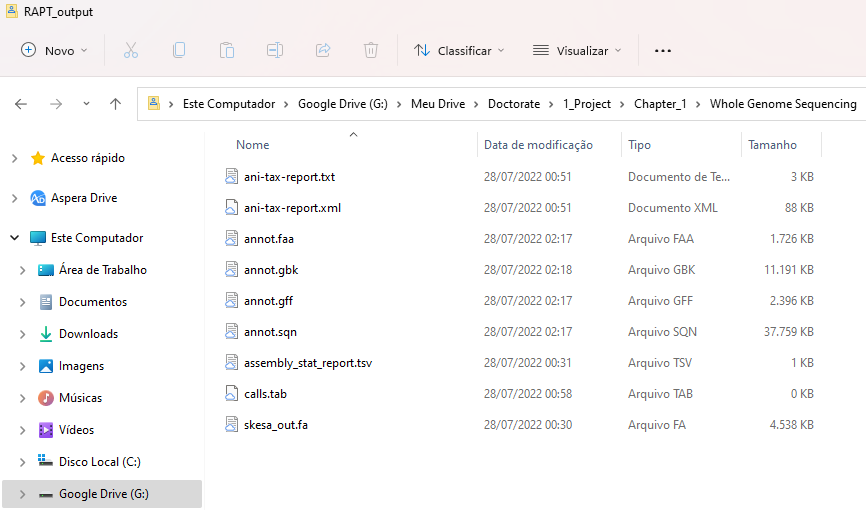 RAPT_output
Novo
Classificar
Visualizar
Este Computador > Google Drive (G:) > Meu Drive > Doctorate > 1_Project > Chapter_1 > Whole Genome Sequencing
Nome Data de modificação Tipo Tamanho
Acesso rápido
Aspera Drive
Este Computador
Área de Trabalho
Documentos
Downloads
Imagens
Músicas
Vídeos
Disco Local (C:)
Google Drive (G:)
ani-tax-report.txt 28/07/2022 00:51 Documento de Te... 3 KB
ani-tax-report.xml 28/07/2022 00:51 Documento XML 88 KB
annot.faa 28/07/2022 02:17 Arquivo FAA 1.726 KB
annot.gbk 28/07/2022 02:18 Arquivo GBK 11.191 KB
annot.gff 28/07/2022 02:17 Arquivo GFF 2.396 KB
annot.sqn 28/07/2022 02:17 Arquivo SQN 37.759 KB
assembly_stat_report.tsv 28/07/2022 00:31 Arquivo TSV 1 KB
calls.tab 28/07/2022 00:58 Arquivo TAB 0 KB
skesa_out.fa 28/07/2022 00:30 Arquivo FA 4.538 KB